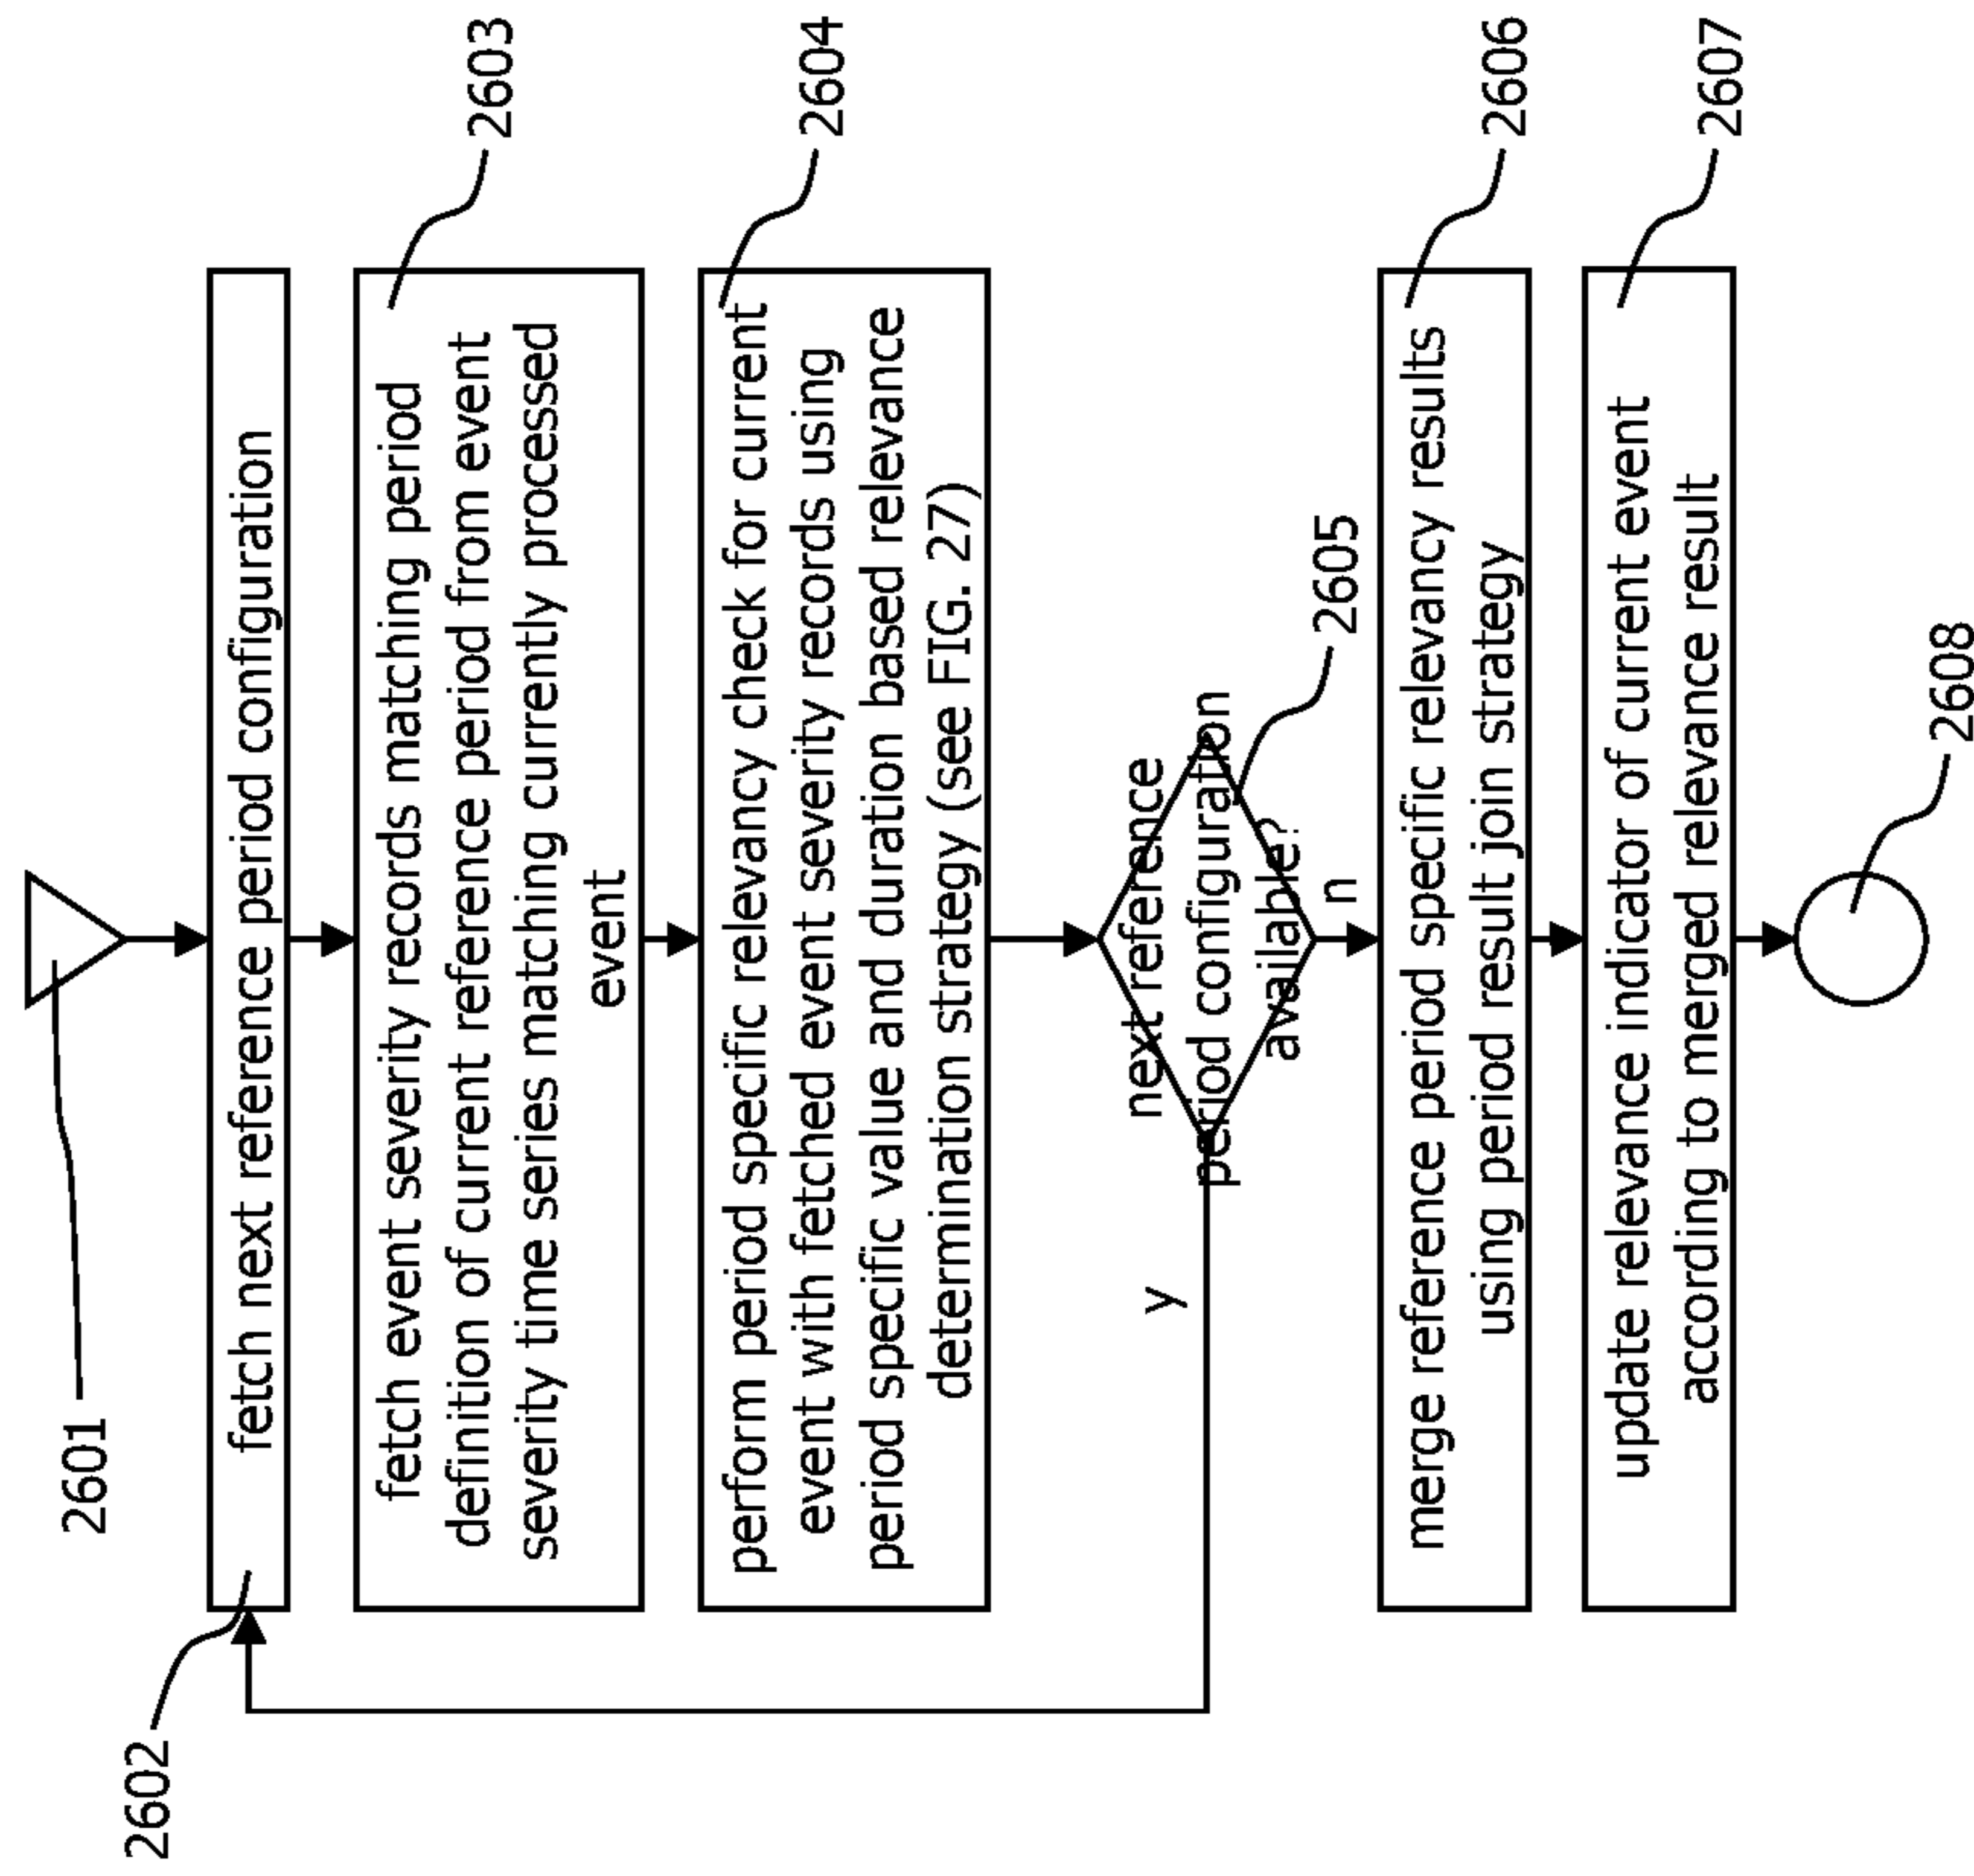 2601
2602
fetch next reference period configuration
2603
fetch event severity records matching period
definition of current reference period from event
severity time series matching currently processed
event
2604
perform period specific relevancy check for current
event with fetched event severity records using
period specific value and duration based relevance
determination strategy (see FIG. 27)
next reference
period configuration
available?
2605
y
n
2606
merge reference period specific relevancy results
using period result join strategy
2607
update relevance indicator of current event
according to merged relevance result
2608